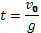 t = v₀/g